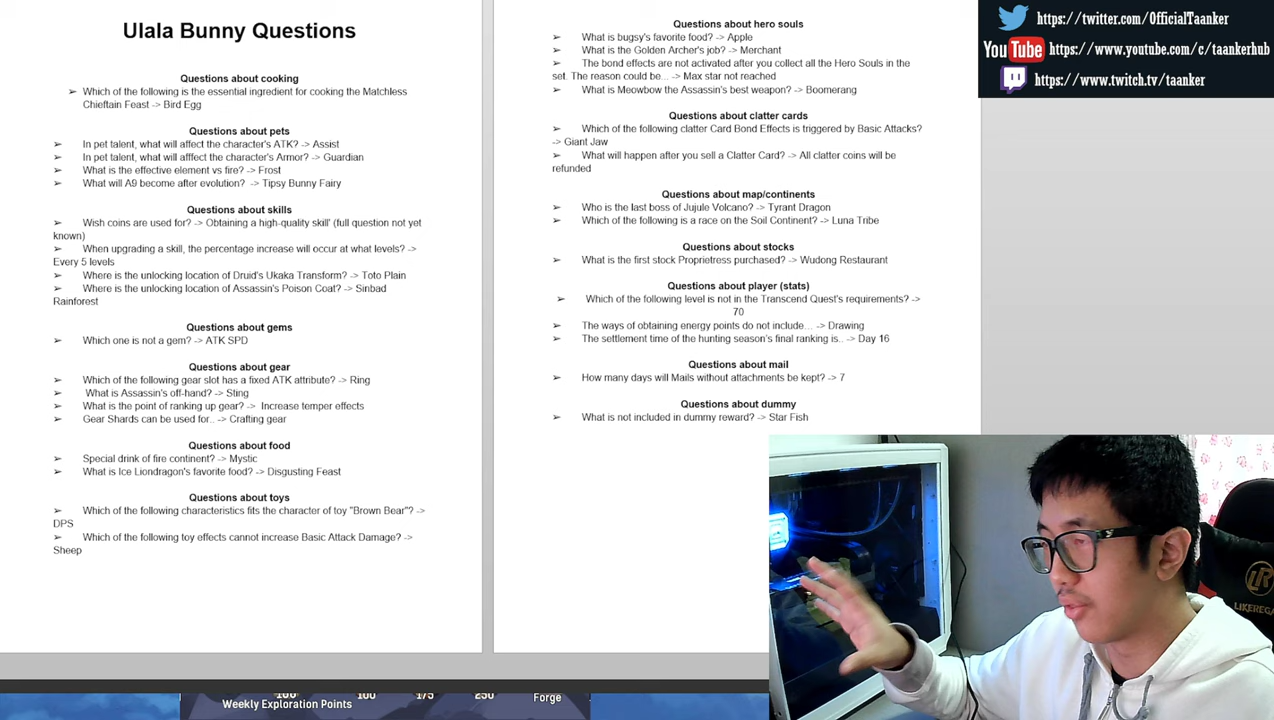 Ulala Bunny Questions
Questions about cooking
➢ Which of the following is the essential ingredient for cooking the Matchless
Chieftain Feast -> Bird Egg
Questions about pets
➢ In pet talent, what will affect the character's ATK? -> Assist
➢ In pet talent, what will afffect the character's Armor? -> Guardian
➢ What is the effective element vs fire? -> Frost
➢ What will A9 become after evolution? -> Tipsy Bunny Fairy
Questions about skills
➢ Wish coins are used for? -> Obtaining a high-quality skill' (full question not yet
known)
➢ When upgrading a skill, the percentage increase will occur at what levels? ->
Every 5 levels
➢ Where is the unlocking location of Druid's Ukaka Transform? -> Toto Plain
➢ Where is the unlocking location of Assassin's Poison Coat? -> Sinbad
Rainforest
Questions about gems
➢ Which one is not a gem? -> ATK SPD
Questions about gear
➢ Which of the following gear slot has a fixed ATK attribute? -> Ring
➢ What is Assassin's off-hand? -> Sting
➢ What is the point of ranking up gear? -> Increase temper effects
➢ Gear Shards can be used for.. -> Crafting gear
Questions about food
➢ Special drink of fire continent? -> Mystic
➢ What is Ice Liondragon's favorite food? -> Disgusting Feast
Questions about toys
➢ Which of the following characteristics fits the character of toy "Brown Bear"? ->
DPS
➢ Which of the following toy effects cannot increase Basic Attack Damage? ->
Sheep
Questions about hero souls
➢ What is bugsy's favorite food? -> Apple
➢ What is the Golden Archer's job? -> Merchant
➢ The bond effects are not activated after you collect all the Hero Souls in the
set. The reason could be... -> Max star not reached
➢ What is Meowbow the Assassin's best weapon? -> Boomerang
Questions about clatter cards
➢ Which of the following clatter Card Bond Effects is triggered by Basic Attacks?
-> Giant Jaw
➢ What will happen after you sell a Clatter Card? -> All clatter coins will be
refunded
Questions about map/continents
➢ Who is the last boss of Jujule Volcano? -> Tyrant Dragon
➢ Which of the following is a race on the Soil Continent? -> Luna Tribe
Questions about stocks
➢ What is the first stock Proprietress purchased? -> Wudong Restaurant
Questions about player (stats)
➢ Which of the following level is not in the Transcend Quest's requirements? ->
70
➢ The ways of obtaining energy points do not include... -> Drawing
➢ The settlement time of the hunting season's final ranking is.. -> Day 16
Questions about mail
➢ How many days will Mails without attachments be kept? -> 7
Questions about dummy
➢ What is not included in dummy reward? -> Star Fish
https://twitter.com/OfficialTaanker
YouTube https://www.youtube.com/c/taankerhub
https://www.twitch.tv/taanker
100 175 250 Forge
Weekly Exploration Points